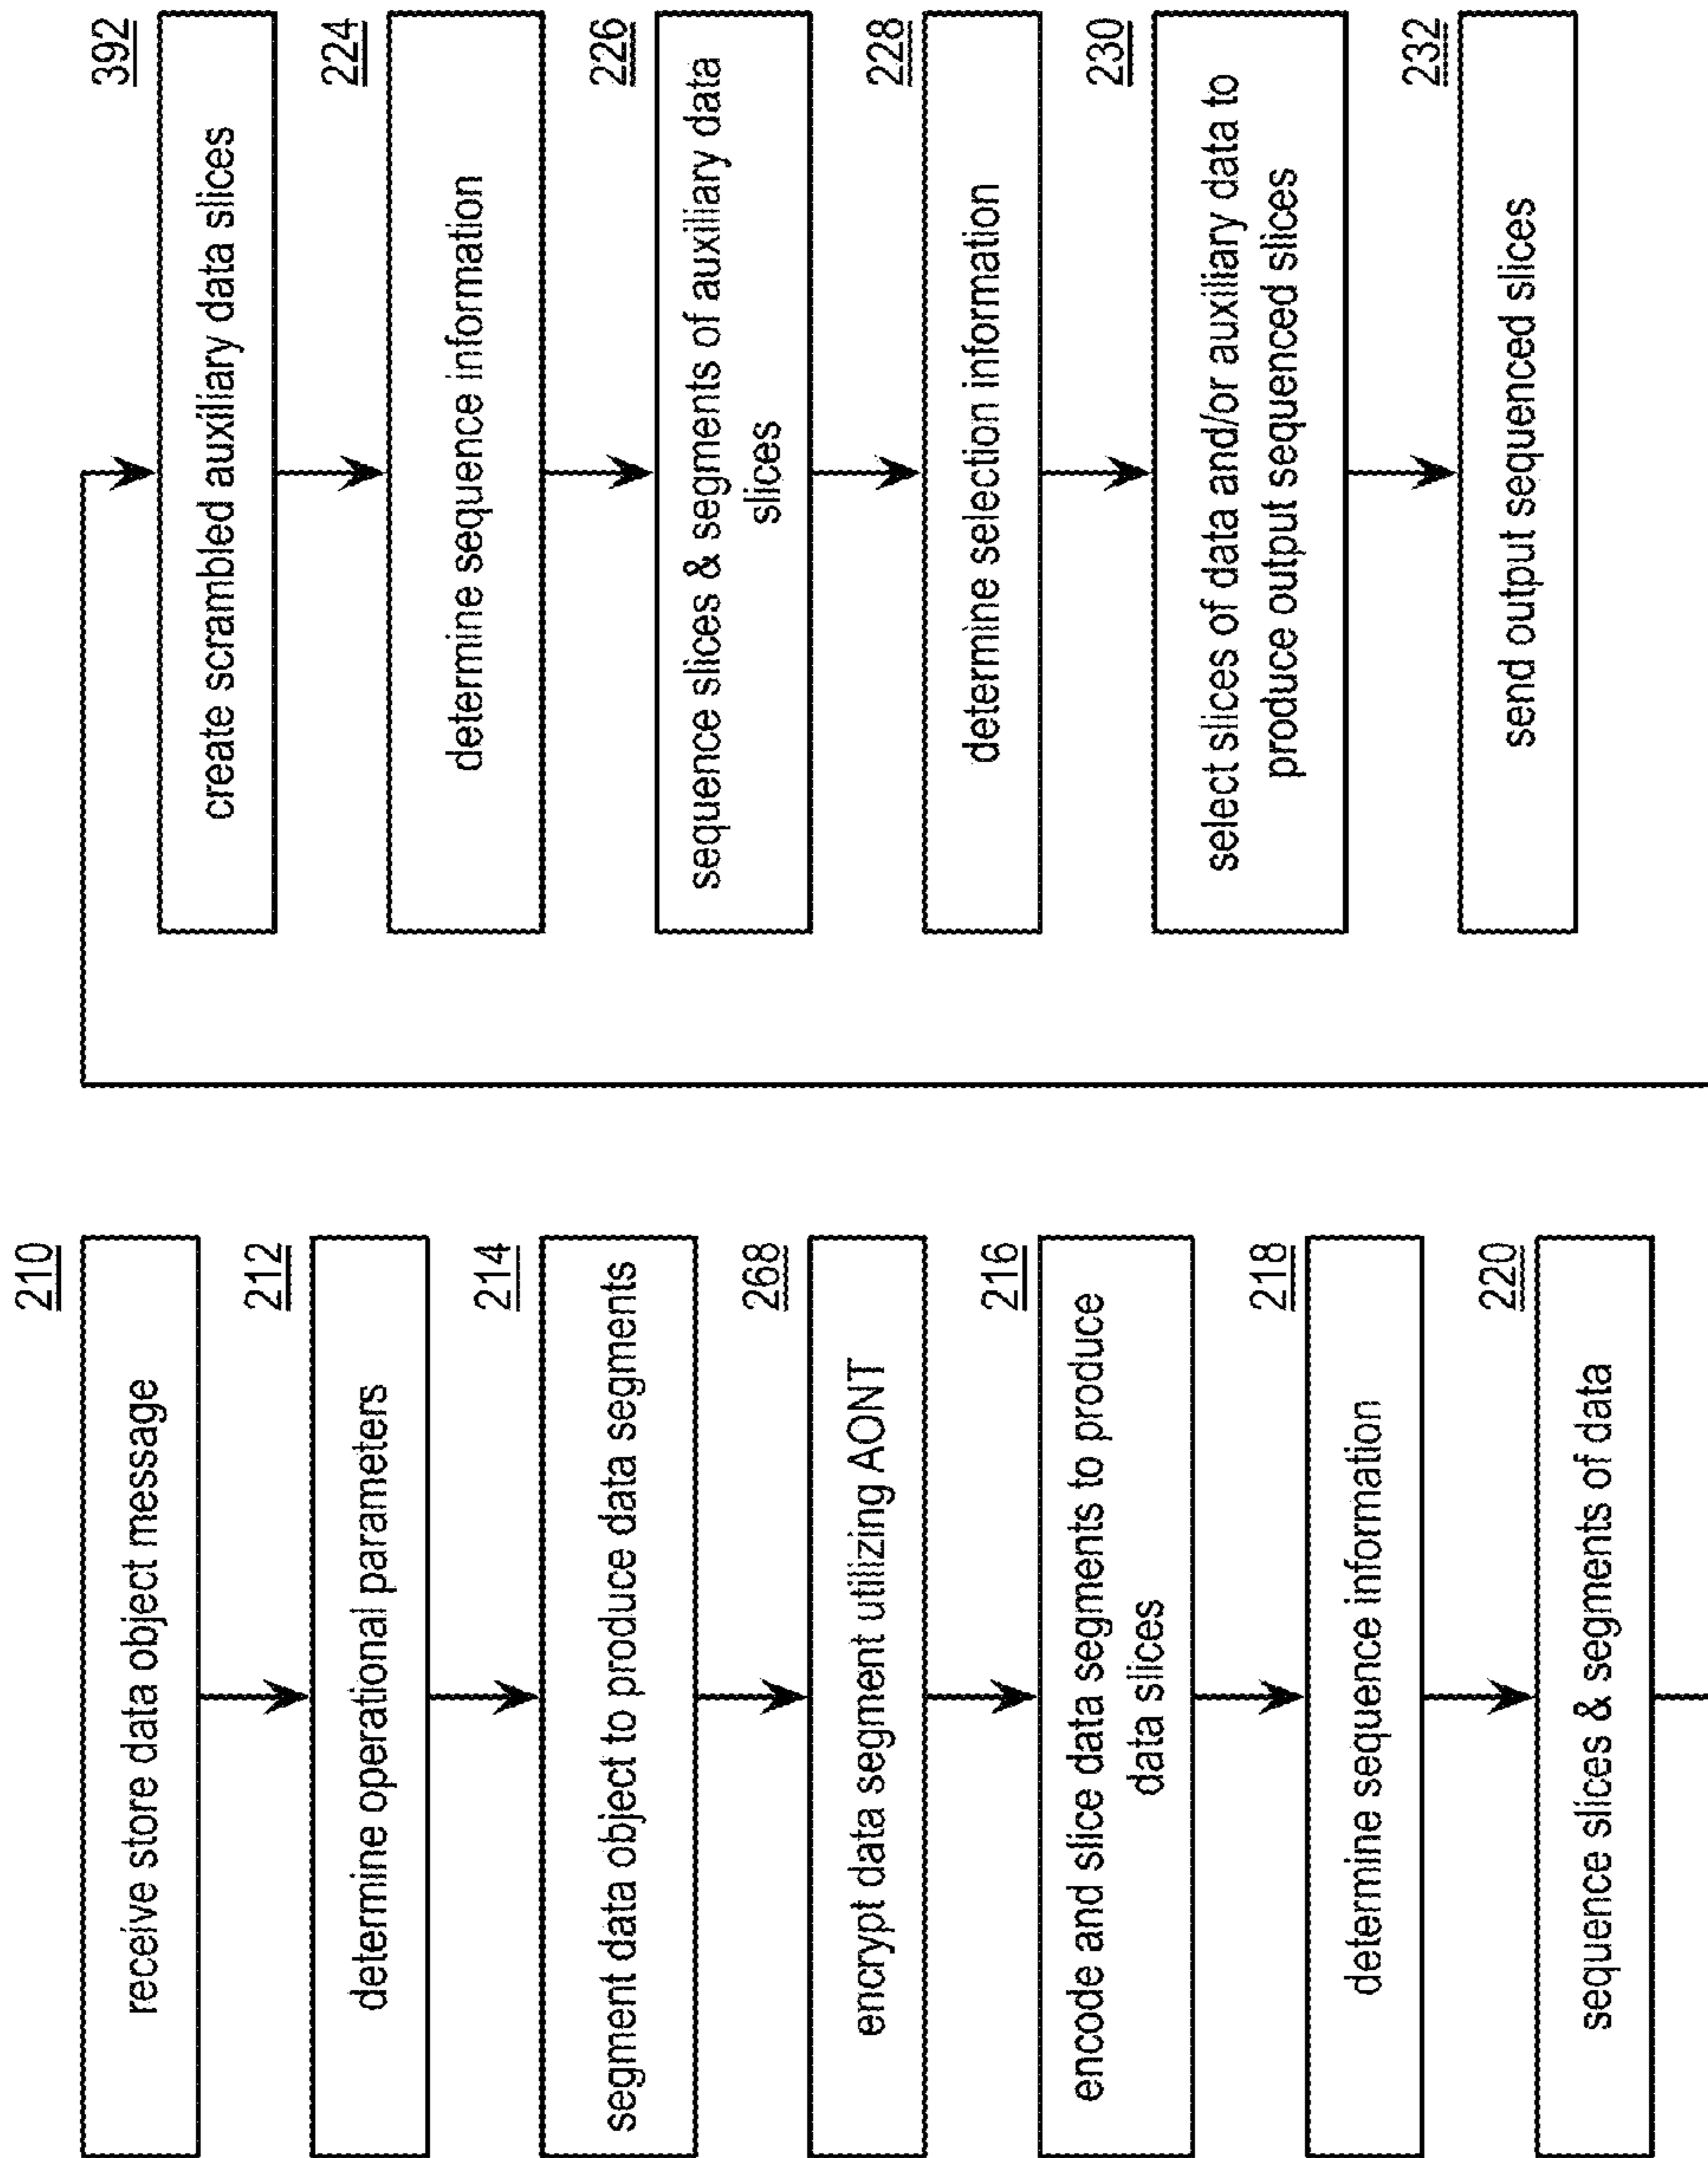 210
receive store data object message
212
determine operational parameters
214
segment data object to produce data segments
268
encrypt data segment utilizing AONT
216
encode and slice data segments to produce
data slices
218
determine sequence information
220
sequence slices & segments of data
392
create scrambled auxiliary data slices
224
determine sequence information
226
sequence slices & segments of auxiliary data
slices
228
determine selection information
230
select slices of data and/or auxiliary data to
produce output sequenced slices
232
send output sequenced slices